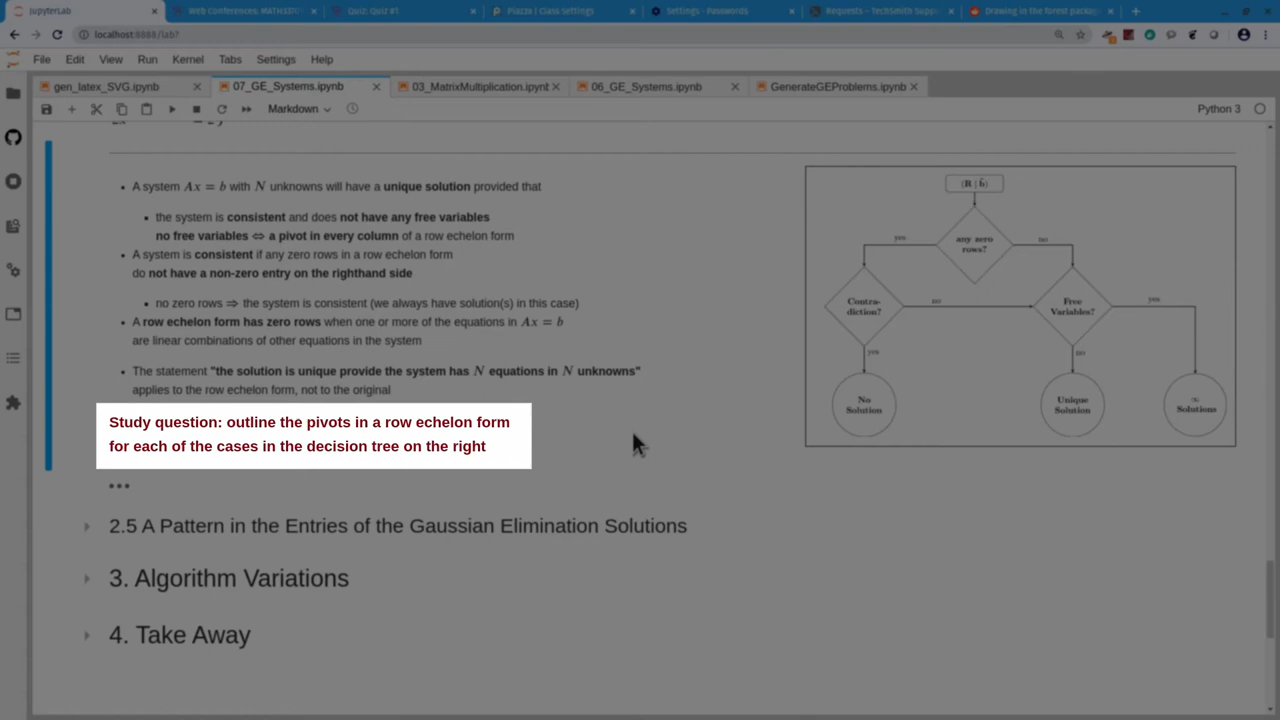 JupyterLab
Web Conferences: MATH3
Quiz: Quiz #1
Piazza | Class Settings
Settings - Passwords
Requests – TechSmith Supp
Drawing in the forest packag
localhost:8888/lab?
File Edit View Run Kernel Tabs Settings Help
gen_latex_SVG.ipynb
07_GE_Systems.ipynb
03_MatrixMultiplication.ipynt
06_GE_Systems.ipynb
GenerateGEProblems.ipynb
Markdown
Python 3
A system Ax = b with N unknowns will have a unique solution provided that
the system is consistent and does not have any free variables
no free variables ⇔ a pivot in every column of a row echelon form
A system is consistent if any zero rows in a row echelon form
do not have a non-zero entry on the righthand side
no zero rows ⇒ the system is consistent (we always have solution(s) in this case)
A row echelon form has zero rows when one or more of the equations in Ax = b
are linear combinations of other equations in the system
The statement "the solution is unique provide the system has N equations in N unknowns"
applies to the row echelon form, not to the original
Study question: outline the pivots in a row echelon form
for each of the cases in the decision tree on the right
(R | b̃)
any zero
rows?
yes
no
Contra-
diction?
no
Free
Variables?
yes
yes
no
No
Solution
Unique
Solution
∞
Solutions
2.5 A Pattern in the Entries of the Gaussian Elimination Solutions
3. Algorithm Variations
4. Take Away